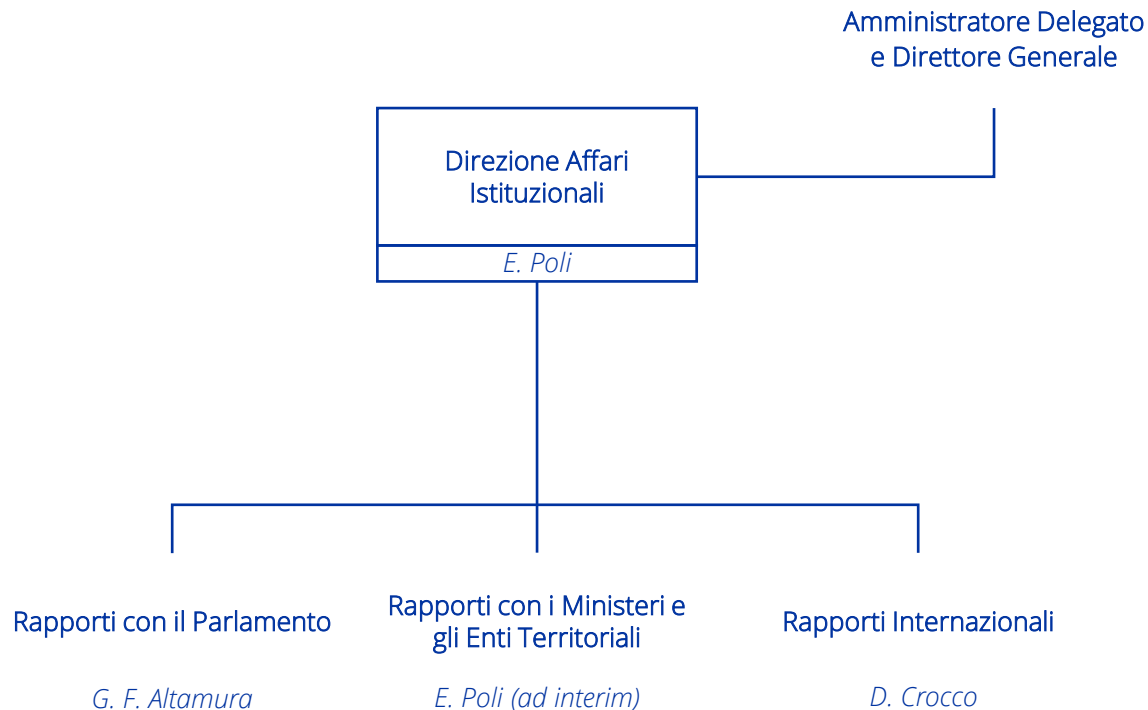 Amministratore Delegato
e Direttore Generale
Direzione Affari
Istituzionali
E. Poli
Rapporti con il Parlamento
G. F. Altamura
Rapporti con i Ministeri e
gli Enti Territoriali
E. Poli (ad interim)
Rapporti Internazionali
D. Crocco